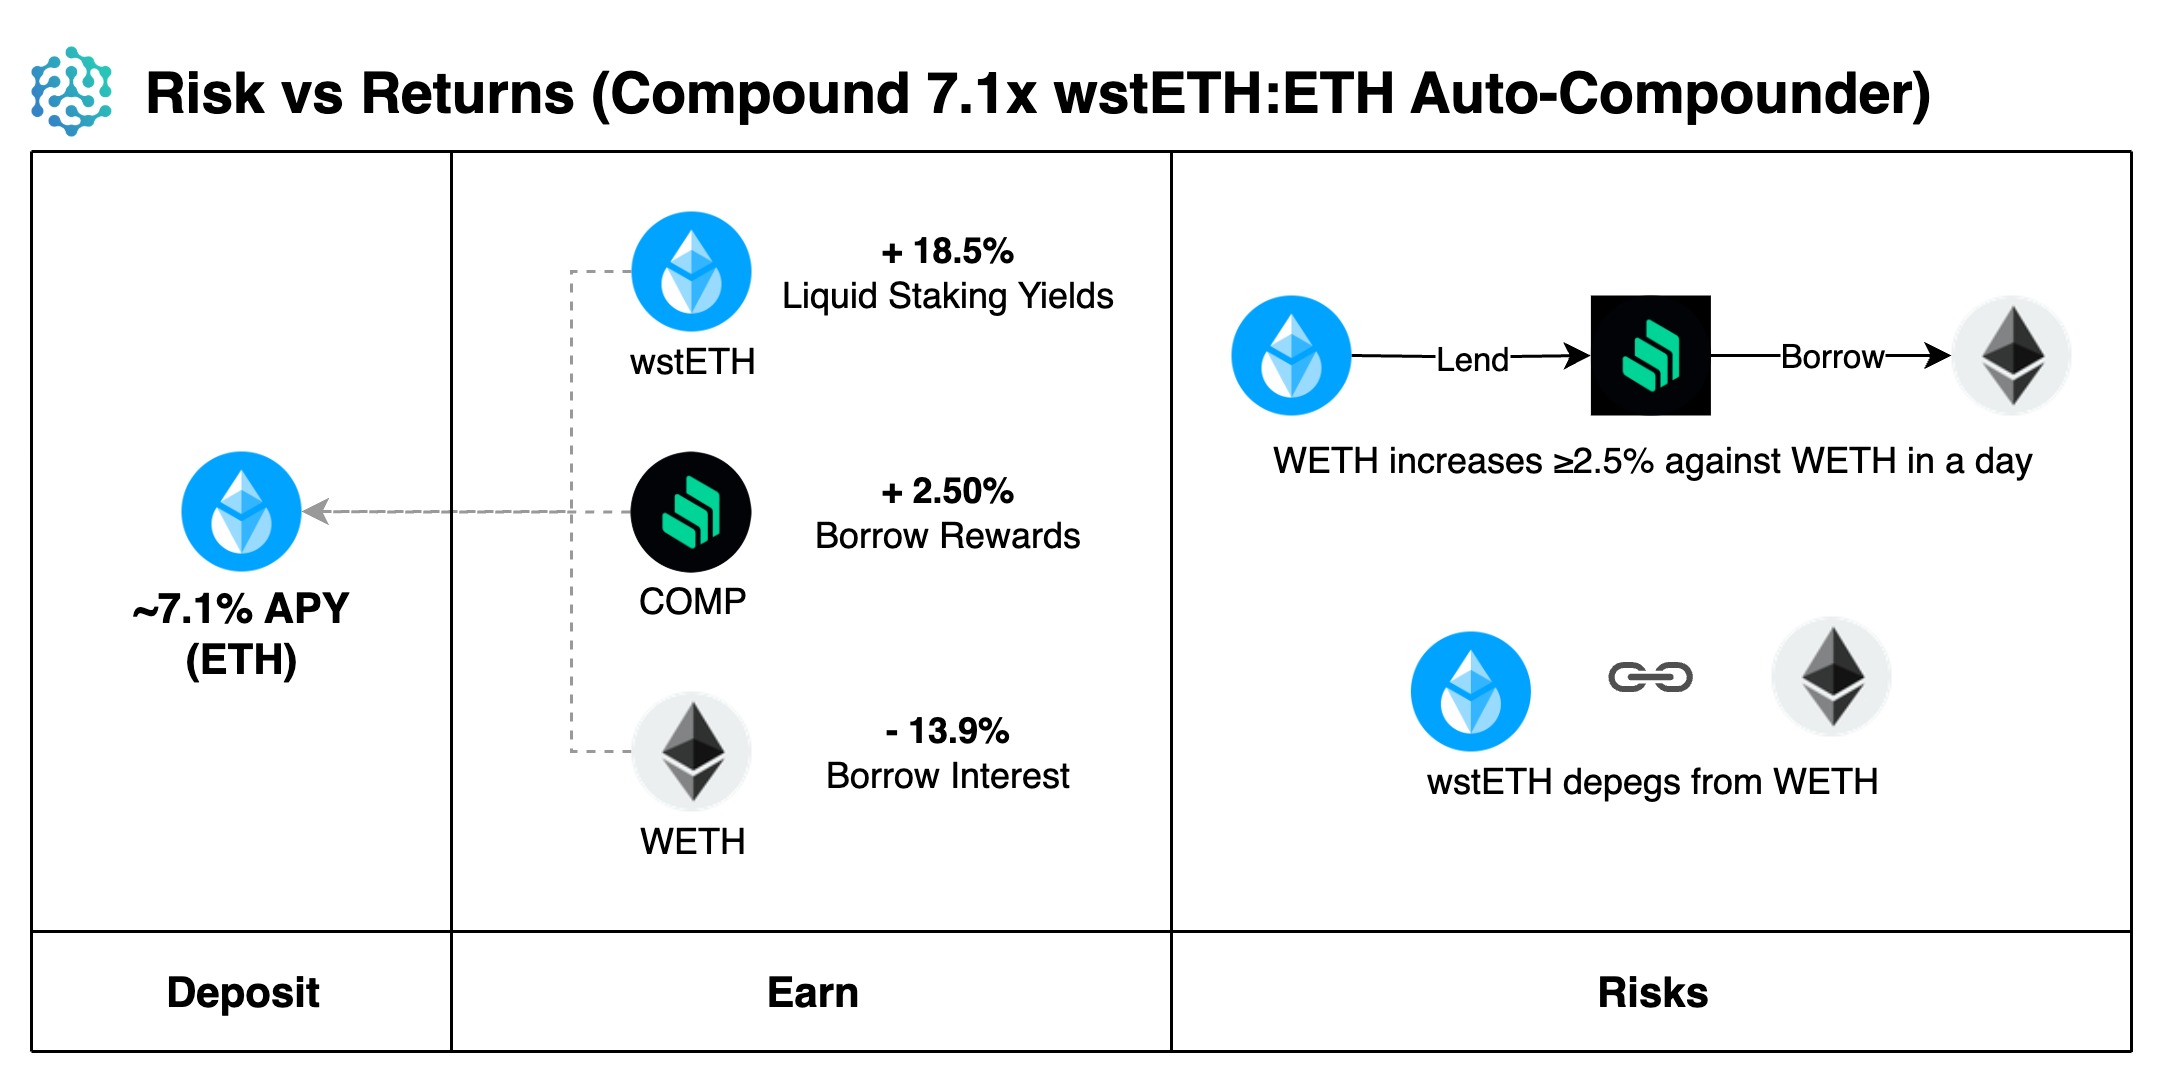 Risk vs Returns (Compound 7.1x wstETH:ETH Auto-Compounder)
~7.1% APY
(ETH)
+ 18.5%
Liquid Staking Yields
wstETH
+ 2.50%
Borrow Rewards
COMP
- 13.9%
Borrow Interest
WETH
Lend
Borrow
WETH increases ≥2.5% against WETH in a day
wstETH depegs from WETH
Deposit
Earn
Risks